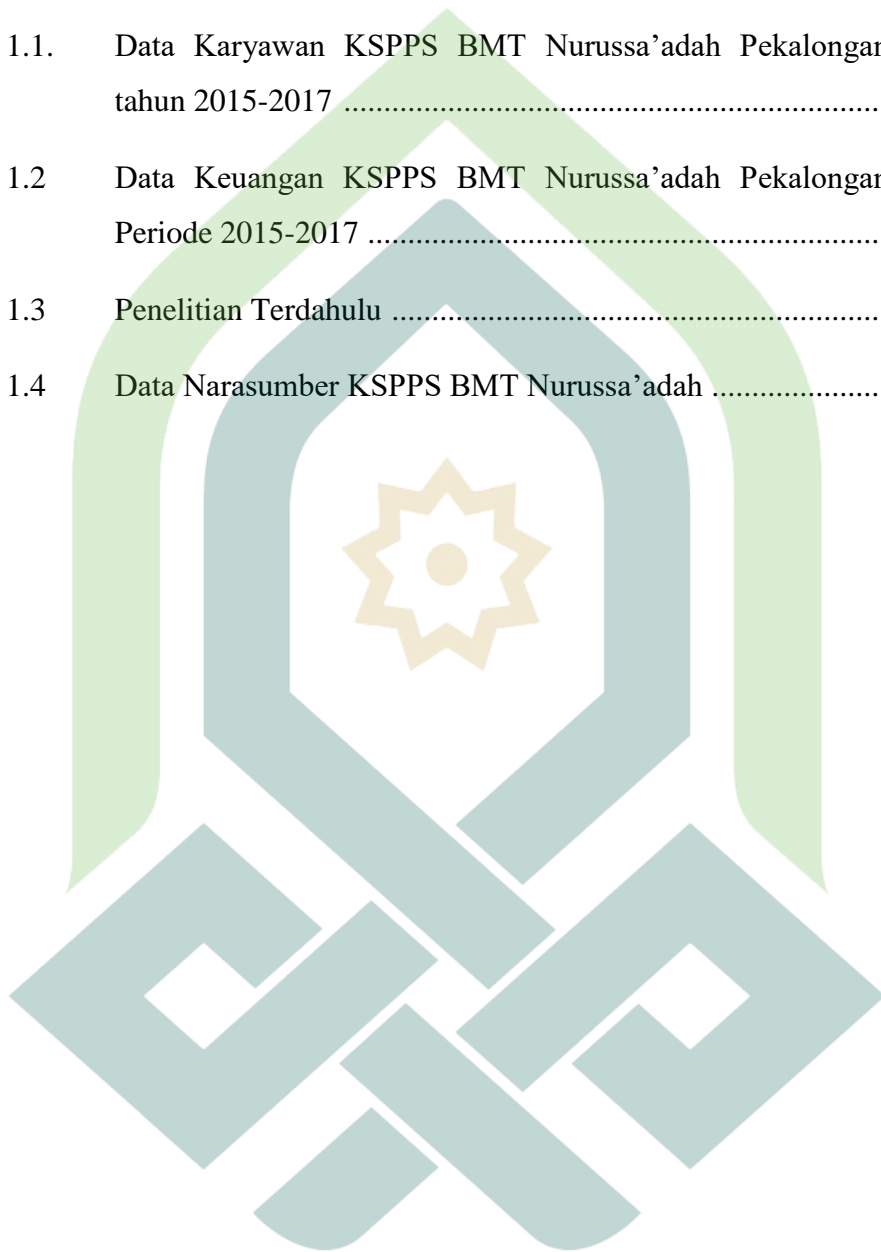 1.1. Data Karyawan KSPPS BMT Nurussa’adah Pekalongan
tahun 2015-2017 ........................................................................
1.2 Data Keuangan KSPPS BMT Nurussa’adah Pekalongan
Periode 2015-2017 ....................................................................
1.3 Penelitian Terdahulu .................................................................
1.4 Data Narasumber KSPPS BMT Nurussa’adah ......................